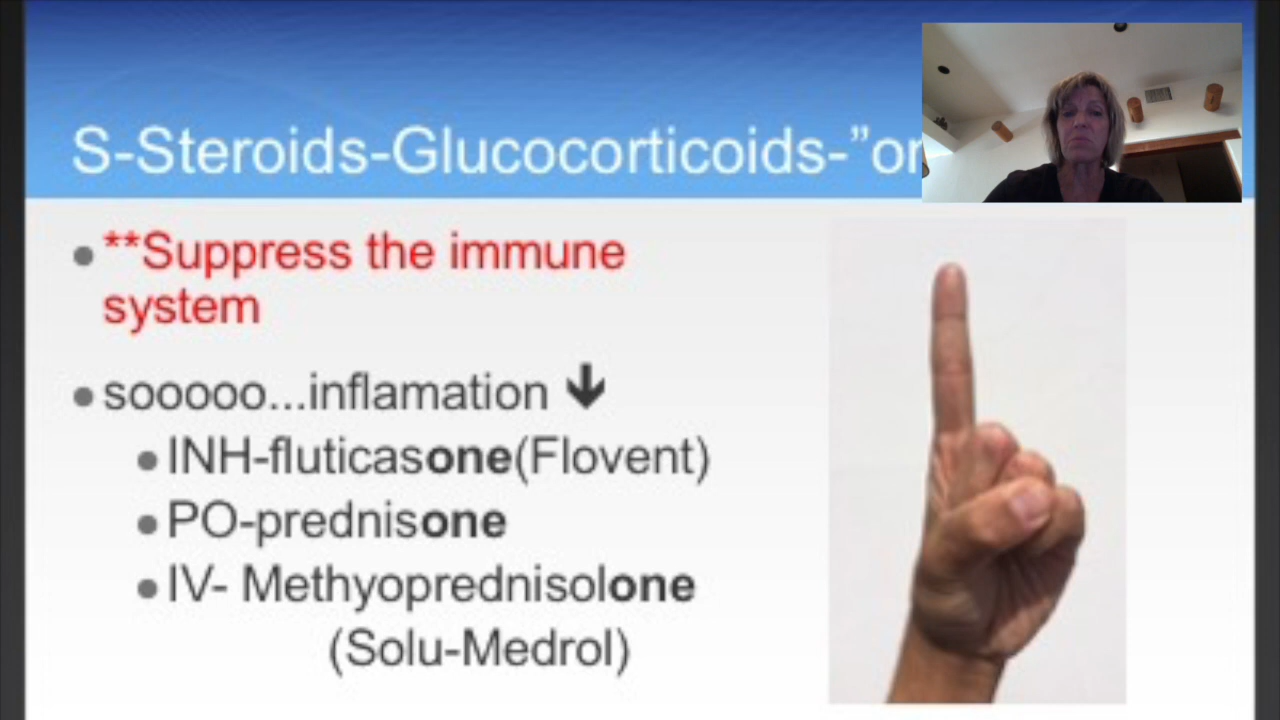 S-Steroids-Glucocorticoids-”or
**Suppress the immune
system
sooooo...inflamation ↓
INH-fluticasone(Flovent)
PO-prednisone
IV- Methyoprednisolone
(Solu-Medrol)